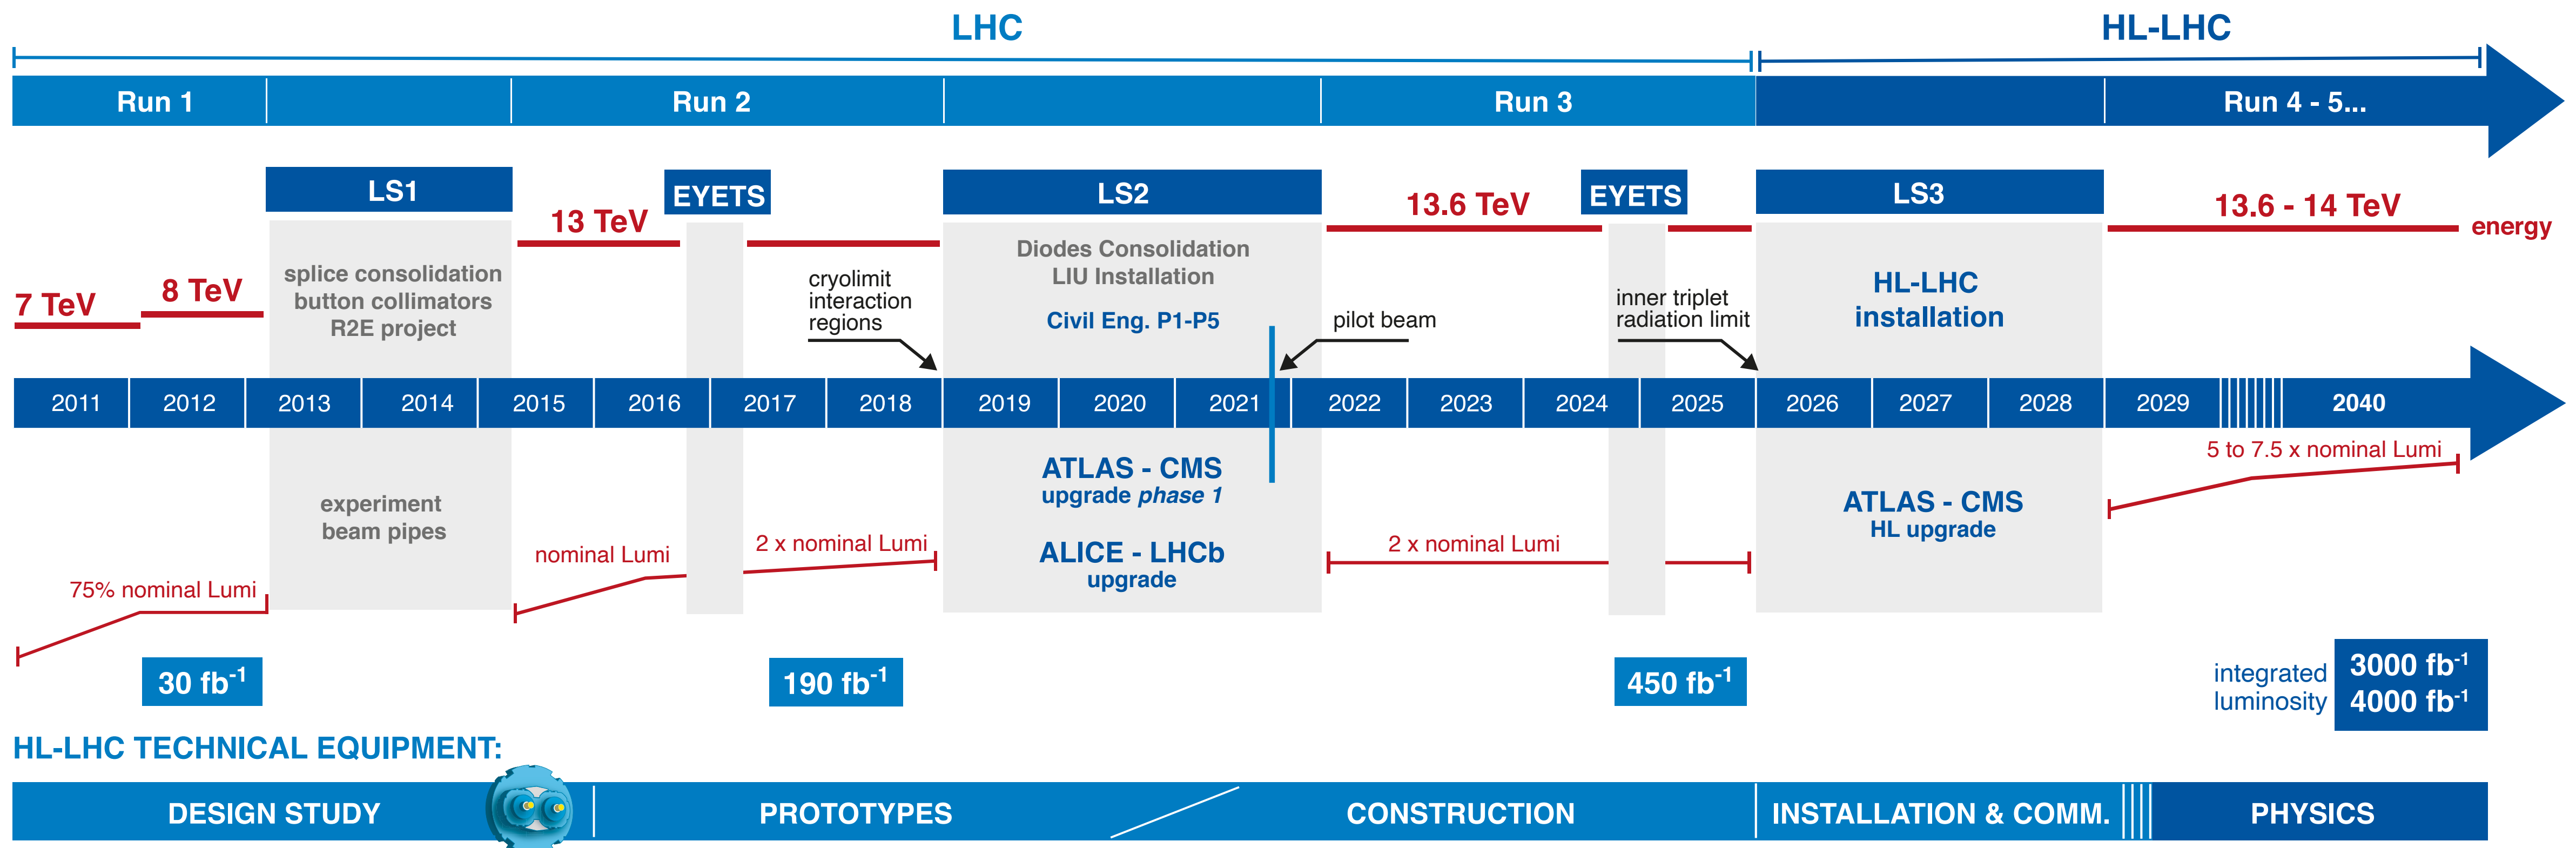 LHC
HL-LHC
Run 1
Run 2
Run 3
Run 4 - 5...
LS1
EYETS
LS2
EYETS
LS3
13 TeV
13.6 TeV
13.6 - 14 TeV
energy
7 TeV
8 TeV
splice consolidation
button collimators
R2E project
cryolimit
interaction
regions
Diodes Consolidation
LIU Installation
Civil Eng. P1-P5
pilot beam
inner triplet
radiation limit
HL-LHC
installation
2011
2012
2013
2014
2015
2016
2017
2018
2019
2020
2021
2022
2023
2024
2025
2026
2027
2028
2029
2040
5 to 7.5 x nominal Lumi
experiment
beam pipes
ATLAS - CMS
upgrade phase 1
ALICE - LHCb
upgrade
ATLAS - CMS
HL upgrade
75% nominal Lumi
nominal Lumi
2 x nominal Lumi
2 x nominal Lumi
30 fb⁻¹
190 fb⁻¹
450 fb⁻¹
integrated
luminosity
3000 fb⁻¹
4000 fb⁻¹
HL-LHC TECHNICAL EQUIPMENT:
DESIGN STUDY
PROTOTYPES
CONSTRUCTION
INSTALLATION & COMM.
PHYSICS